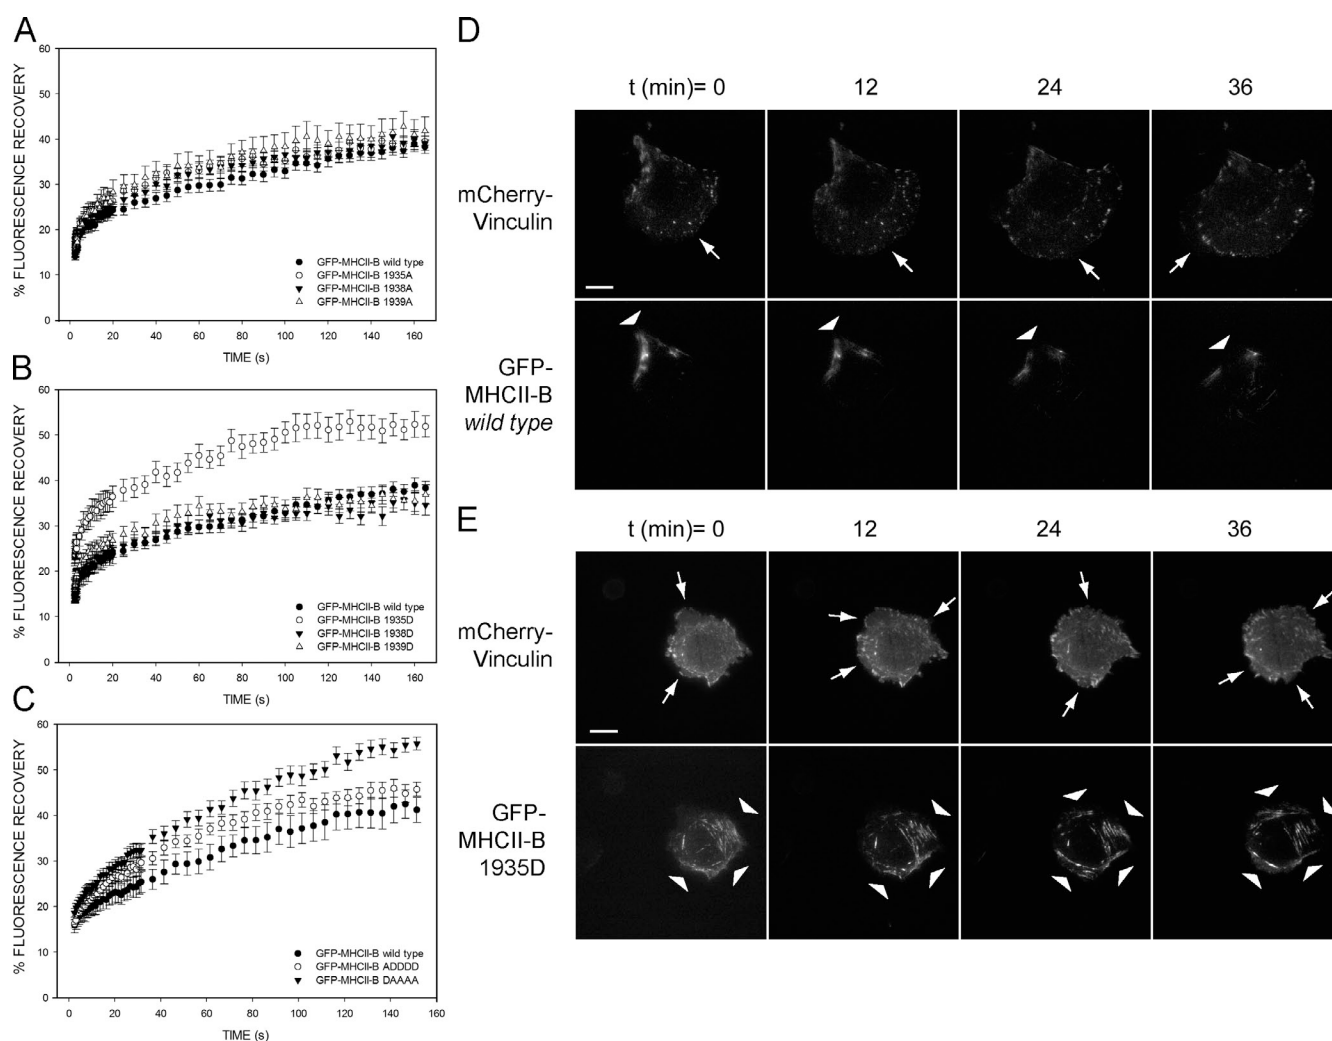 A
60
50
40
30
20
10
0
% FLUORESCENCE RECOVERY
GFP-MHCII-B wild type
GFP-MHCII-B 1935A
GFP-MHCII-B 1938A
GFP-MHCII-B 1939A
0 20 40 60 80 100 120 140 160
TIME (s)
B
60
50
40
30
20
10
0
% FLUORESCENCE RECOVERY
GFP-MHCII-B wild type
GFP-MHCII-B 1935D
GFP-MHCII-B 1938D
GFP-MHCII-B 1939D
0 20 40 60 80 100 120 140 160
TIME (s)
C
60
50
40
30
20
10
0
% FLUORESCENCE RECOVERY
GFP-MHCII-B wild type
GFP-MHCII-B ADDDD
GFP-MHCII-B DAAAA
0 20 40 60 80 100 120 140 160
TIME (s)
D
t (min)= 0 12 24 36
mCherry-
Vinculin
GFP-
MHCII-B
wild type
E
t (min)= 0 12 24 36
mCherry-
Vinculin
GFP-
MHCII-B
1935D